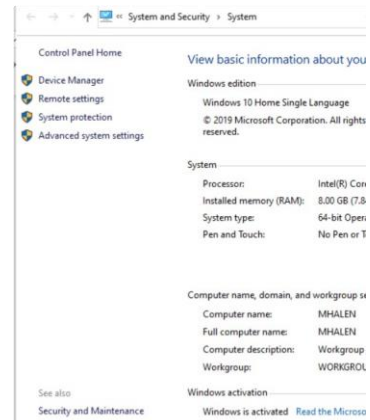 « System and Security › System
Control Panel Home
Device Manager
Remote settings
System protection
Advanced system settings
See also
Security and Maintenance
View basic information about you
Windows edition
Windows 10 Home Single Language
© 2019 Microsoft Corporation. All rights
reserved.
System
Processor: Intel(R) Cor
Installed memory (RAM): 8.00 GB (7.8
System type: 64-bit Oper
Pen and Touch: No Pen or T
Computer name, domain, and workgroup se
Computer name: MHALEN
Full computer name: MHALEN
Computer description: Workgroup
Workgroup: WORKGROU
Windows activation
Windows is activated Read the Microso